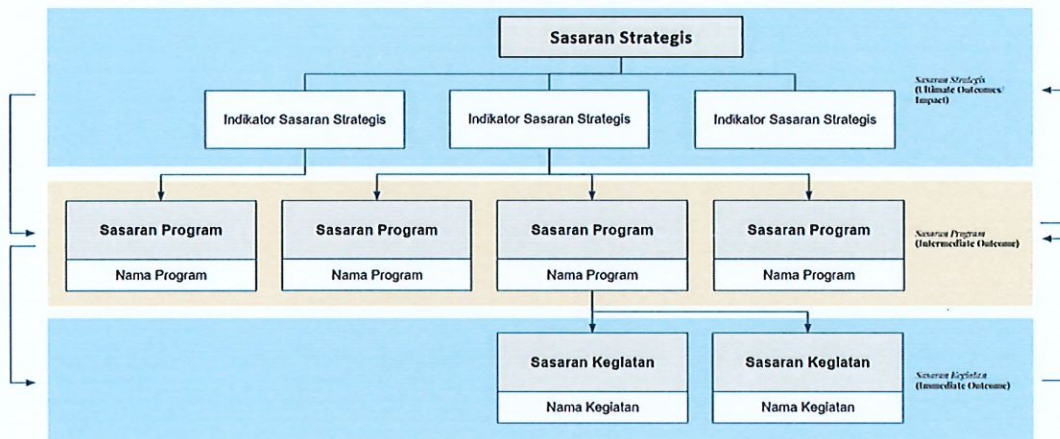 Sasaran Strategis
Sasaran Strategis
(Ultimate Outcomes/
Impact)
Indikator Sasaran Strategis
Indikator Sasaran Strategis
Indikator Sasaran Strategis
Sasaran Program
Sasaran Program
Sasaran Program
Sasaran Program
Sasaran Program
(Intermediate Outcome)
Nama Program
Nama Program
Nama Program
Nama Program
Sasaran Kegiatan
Sasaran Kegiatan
Sasaran Kegiatan
(Immediate Outcome)
Nama Kegiatan
Nama Kegiatan